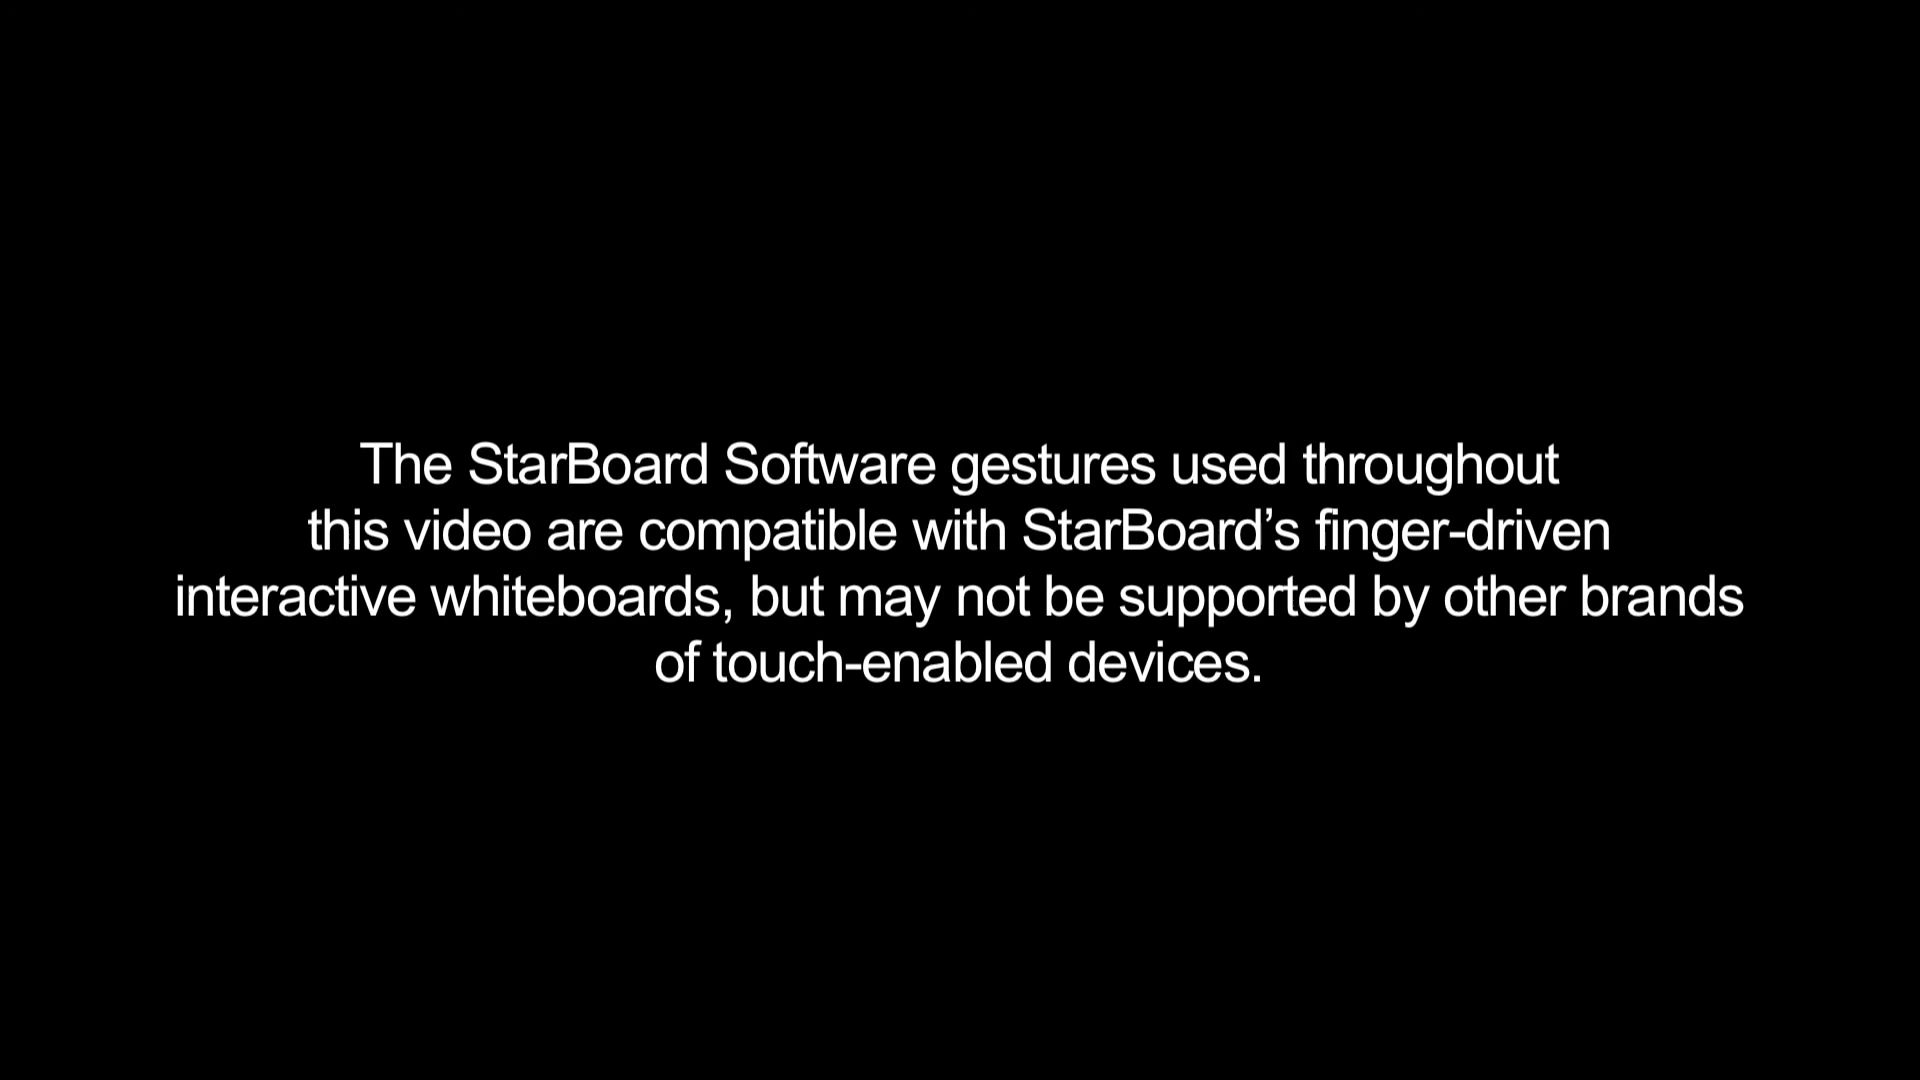 The StarBoard Software gestures used throughout
this video are compatible with StarBoard’s finger-driven
interactive whiteboards, but may not be supported by other brands
of touch-enabled devices.